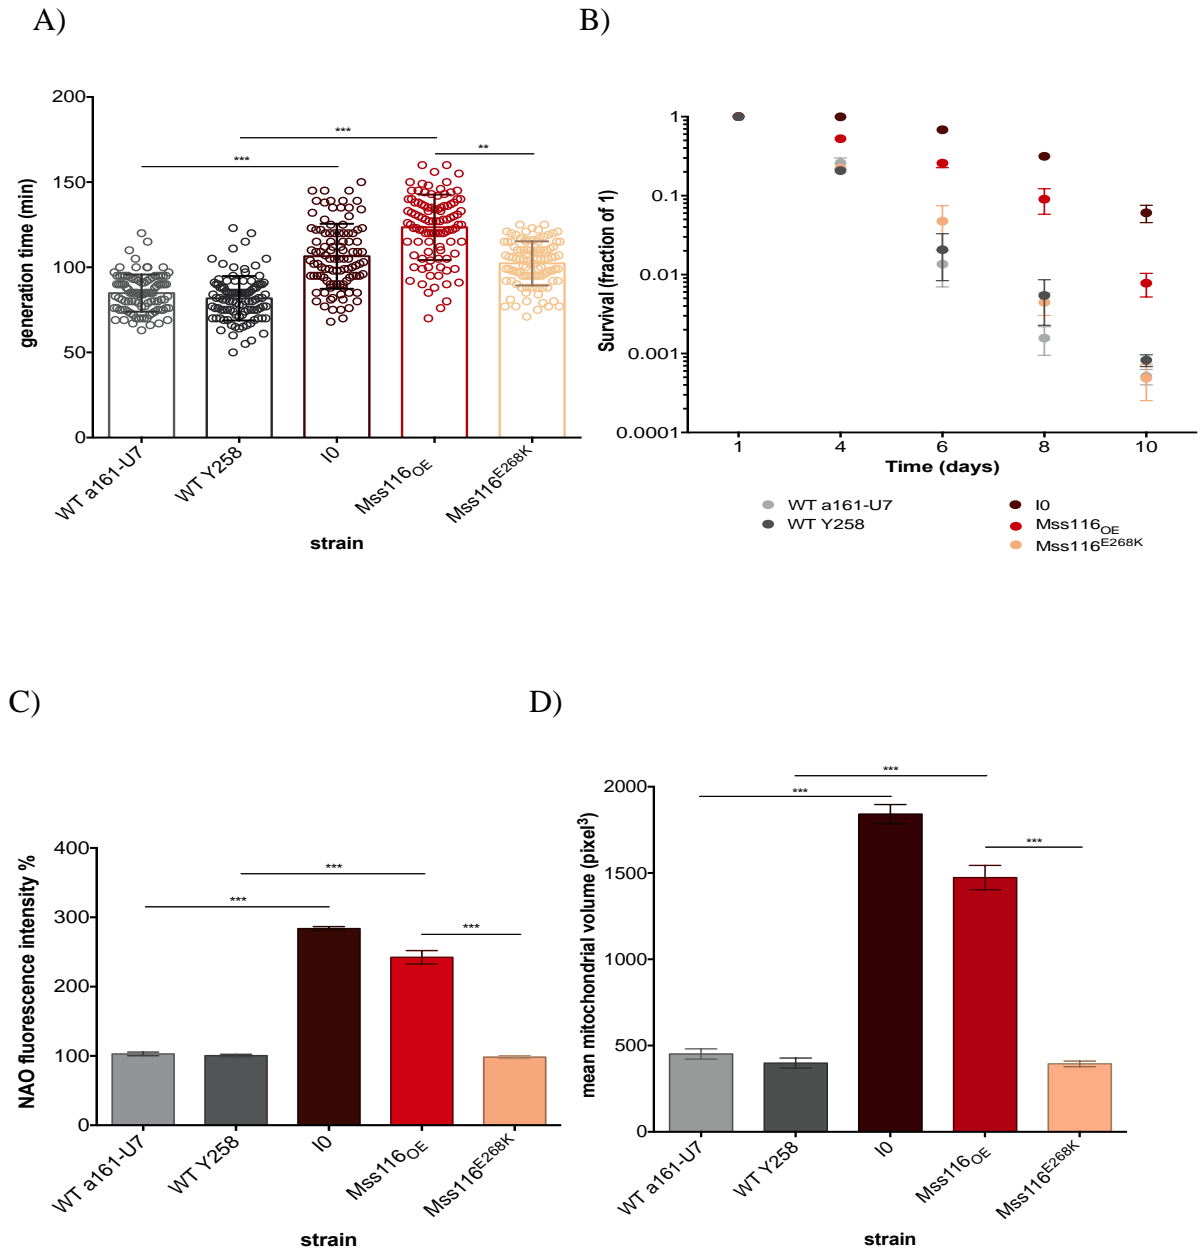 A)
B)
generation time (min)
200
150
100
50
0
***
***
**
WT a161-U7
WT Y258
I0
Mss116OE
Mss116E268K
strain
Survival (fraction of 1)
1
0.1
0.01
0.001
0.0001
1
4
6
8
10
Time (days)
WT a161-U7
WT Y258
I0
Mss116OE
Mss116E268K
C)
D)
NAO fluorescence intensity %
400
300
200
100
0
***
***
***
WT a161-U7
WT Y258
I0
Mss116OE
Mss116E268K
strain
mean mitochondrial volume (pixel³)
2000
1500
1000
500
0
***
***
***
WT a161-U7
WT Y258
I0
Mss116OE
Mss116E268K
strain